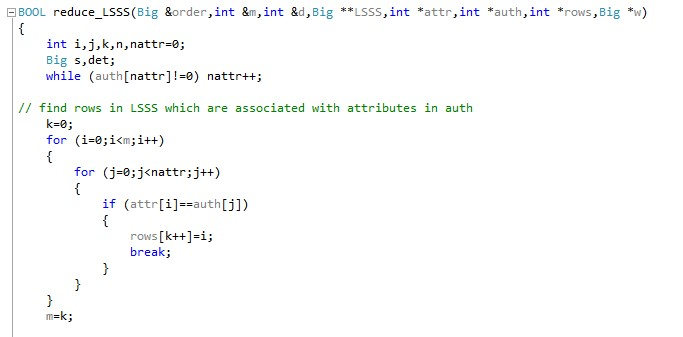 BOOL reduce_LSSS(Big &order,int &m,int &d,Big **LSSS,int *attr,int *auth,int *rows,Big *w)
{
    int i,j,k,n,nattr=0;
    Big s,det;
    while (auth[nattr]!=0) nattr++;

// find rows in LSSS which are associated with attributes in auth
    k=0;
    for (i=0;i<m;i++)
    {
        for (j=0;j<nattr;j++)
        {
            if (attr[i]==auth[j])
            {
                rows[k++]=i;
                break;
            }
        }
    }
    m=k;